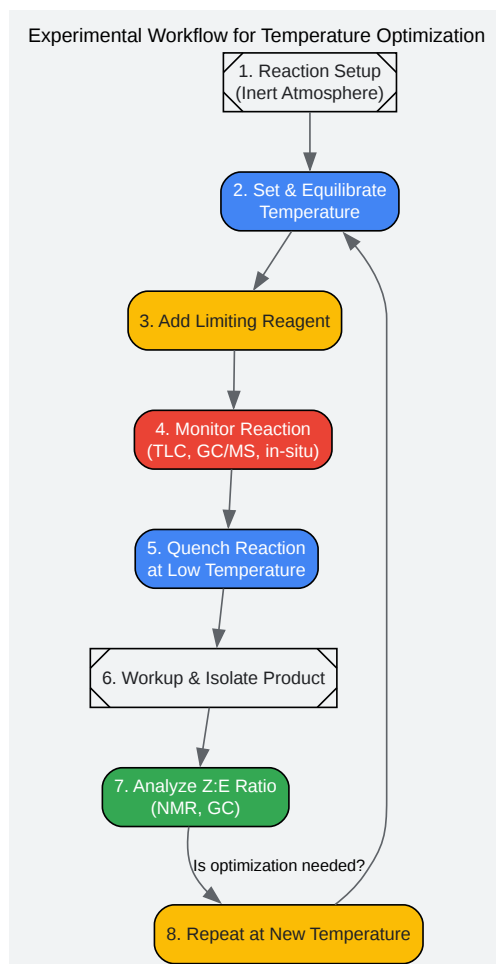 Experimental Workflow for Temperature Optimization
1. Reaction Setup
(Inert Atmosphere)
2. Set & Equilibrate
Temperature
3. Add Limiting Reagent
4. Monitor Reaction
(TLC, GC/MS, in-situ)
5. Quench Reaction
at Low Temperature
6. Workup & Isolate Product
7. Analyze Z:E Ratio
(NMR, GC)
Is optimization needed?
8. Repeat at New Temperature